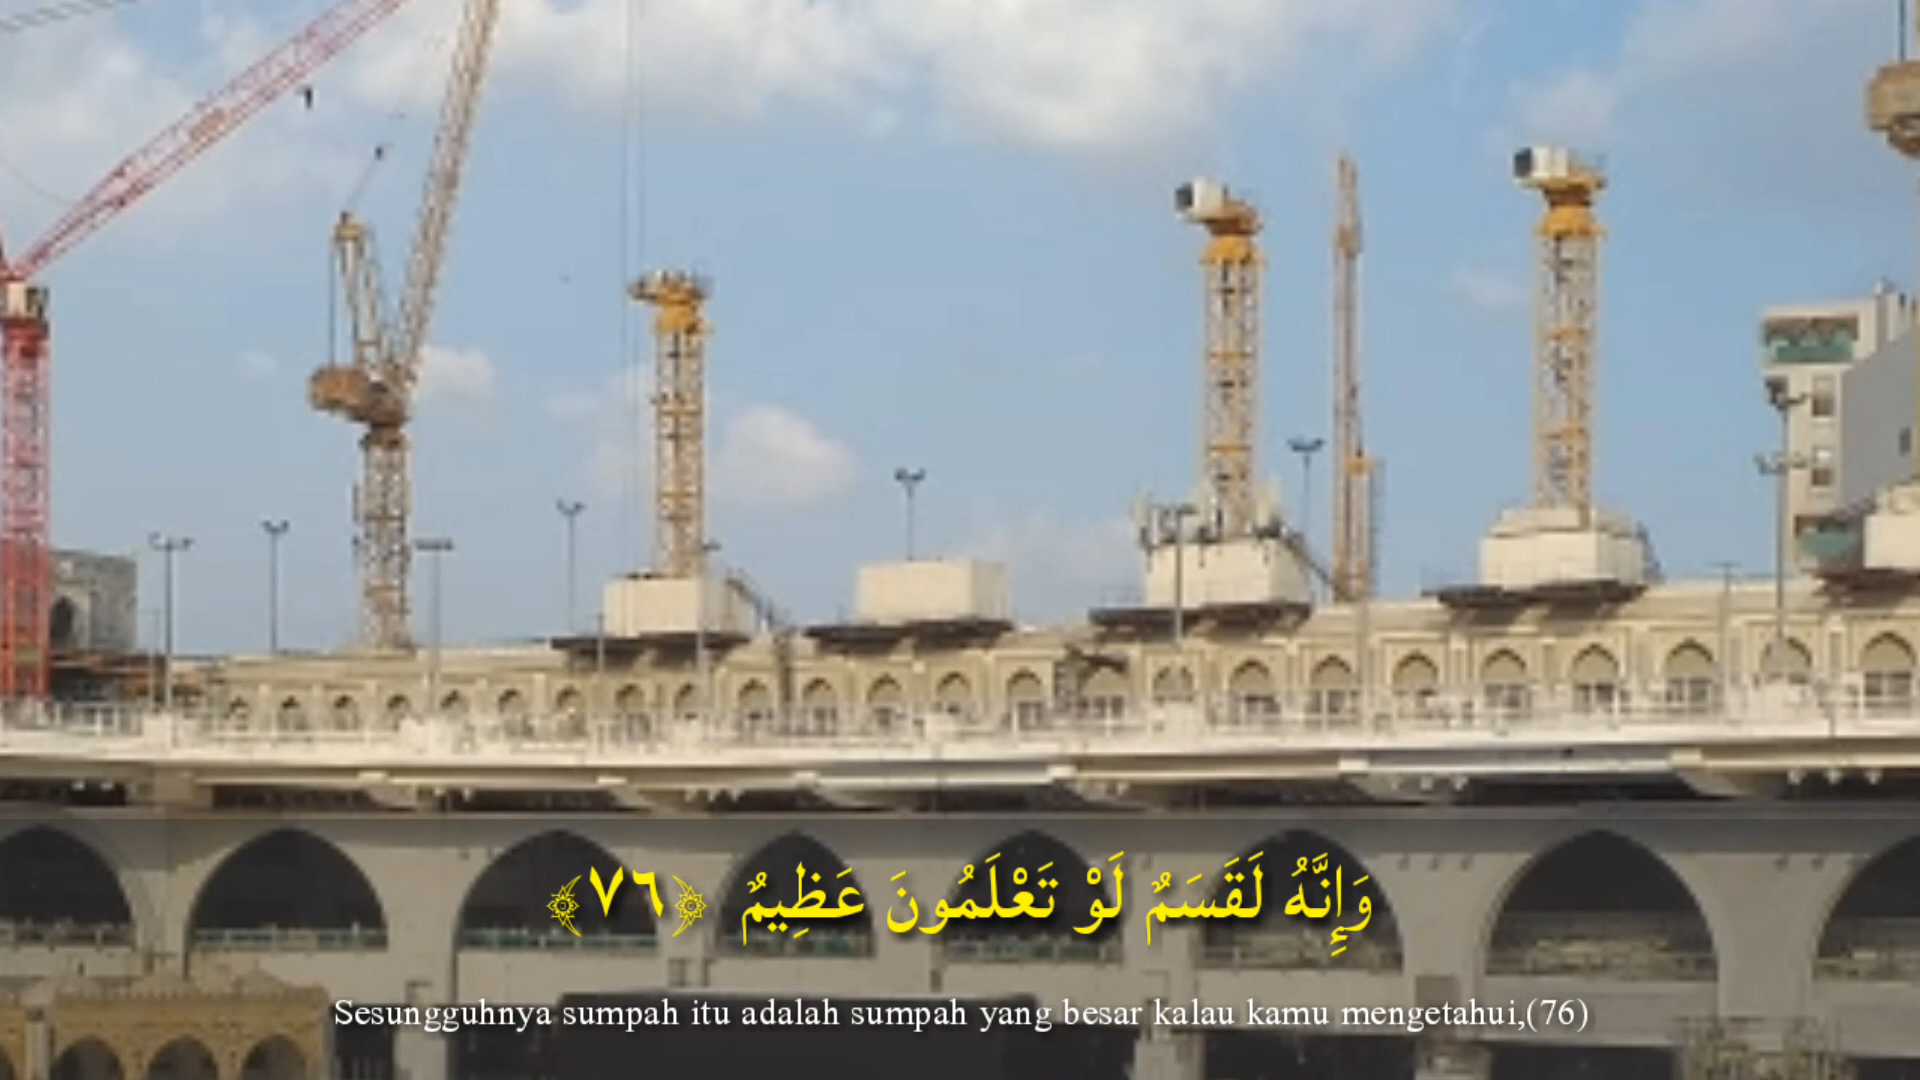 وَإِنَّهُ لَقَسَمٌ لَوْ تَعْلَمُونَ عَظِيمٌ ﴿٧٦﴾
Sesungguhnya sumpah itu adalah sumpah yang besar kalau kamu mengetahui,(76)